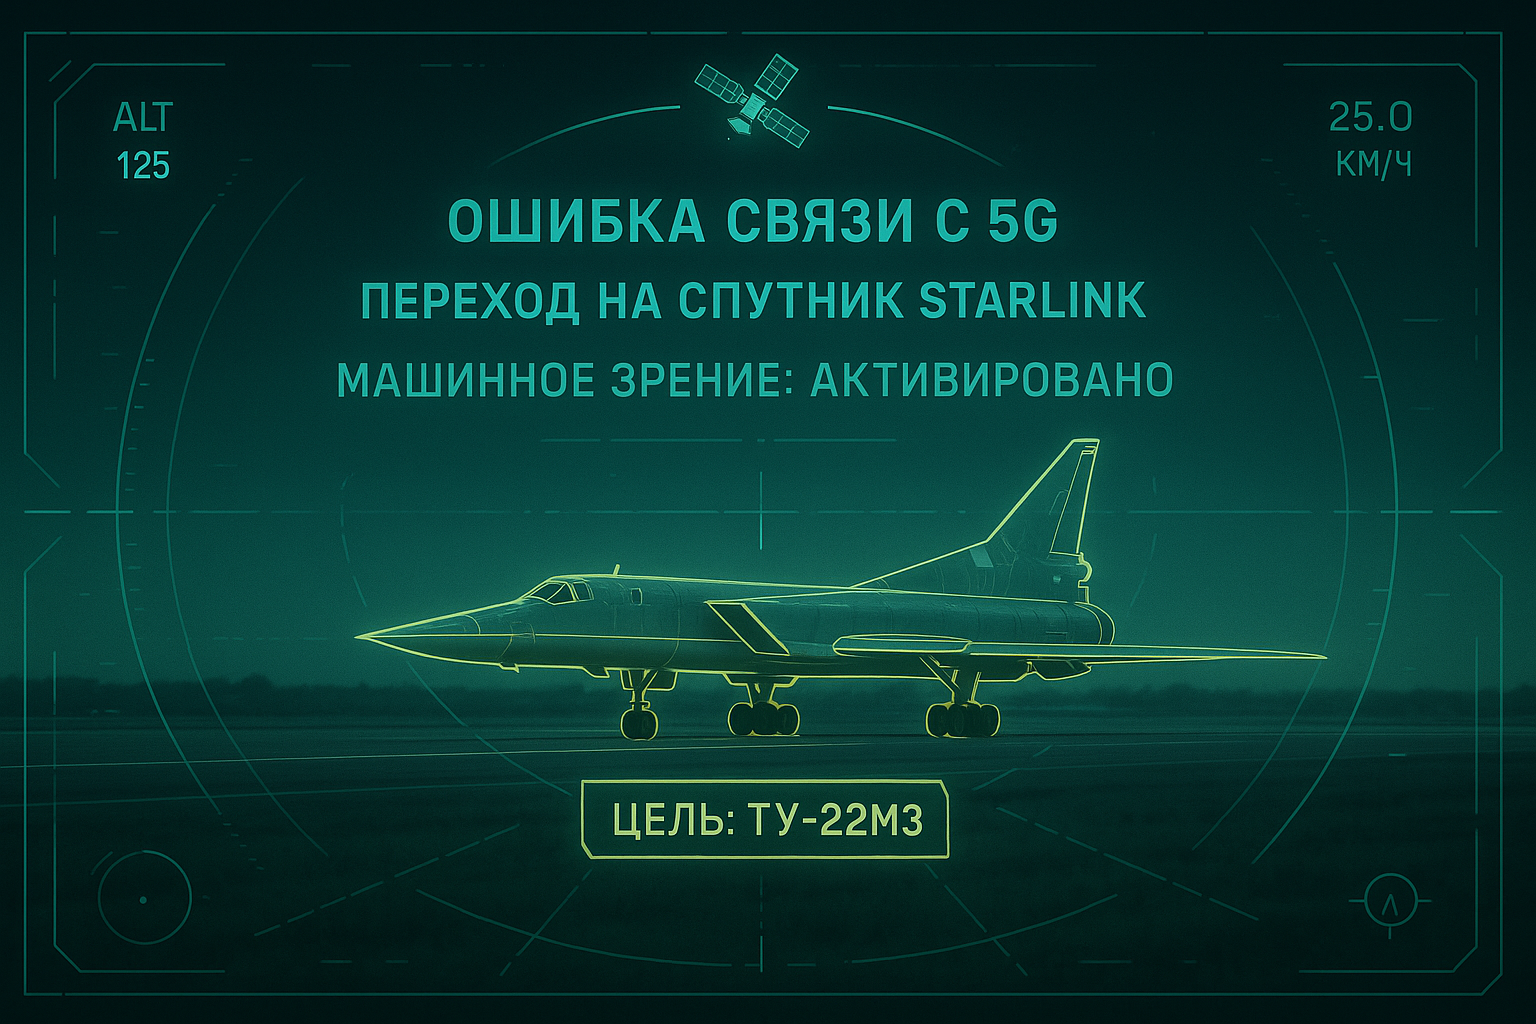 ALT
125
25.0
КМ/Ч
ОШИБКА СВЯЗИ С 5G
ПЕРЕХОД НА СПУТНИК STARLINK
МАШИННОЕ ЗРЕНИЕ: АКТИВИРОВАНО
ЦЕЛЬ: ТУ-22М3